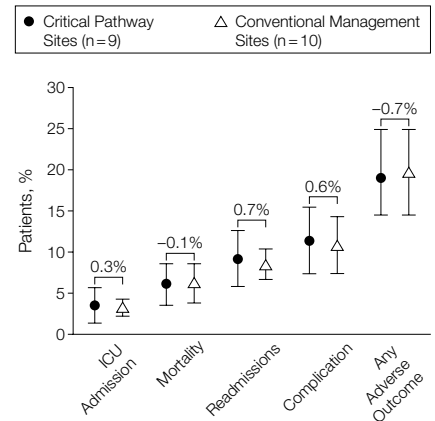 Critical Pathway
Sites (n=9)
Conventional Management
Sites (n=10)
30
25
20
15
10
5
0
Patients, %
0.3%
−0.1%
0.7%
0.6%
−0.7%
ICU
Admission
Mortality
Readmissions
Complication
Any
Adverse
Outcome